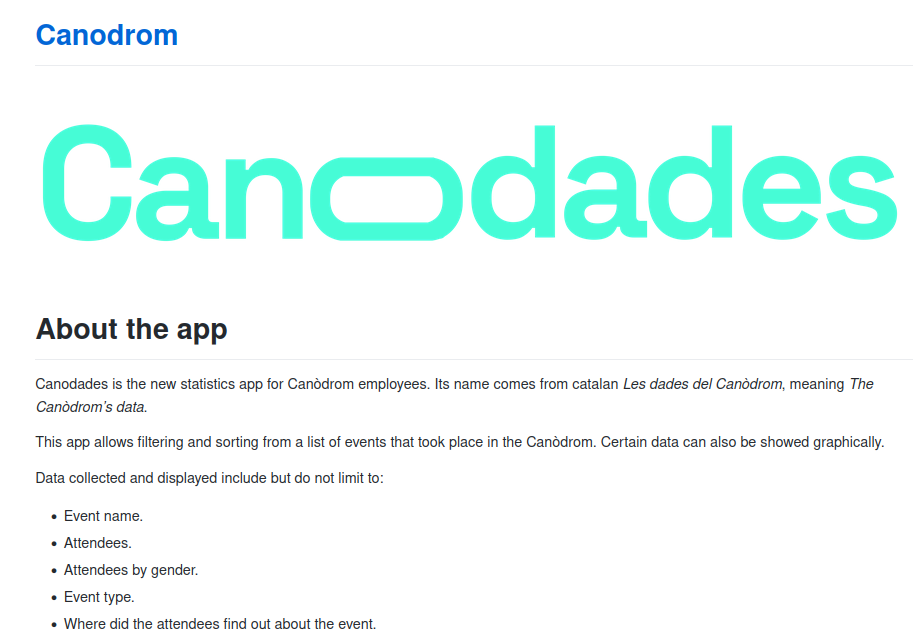 Canodrom
Canodades
About the app
Canodades is the new statistics app for Canòdrom employees. Its name comes from catalan Les dades del Canòdrom, meaning The
Canòdrom's data.
This app allows filtering and sorting from a list of events that took place in the Canòdrom. Certain data can also be showed graphically.
Data collected and displayed include but do not limit to:
• Event name.
• Attendees.
• Attendees by gender.
• Event type.
• Where did the attendees find out about the event.